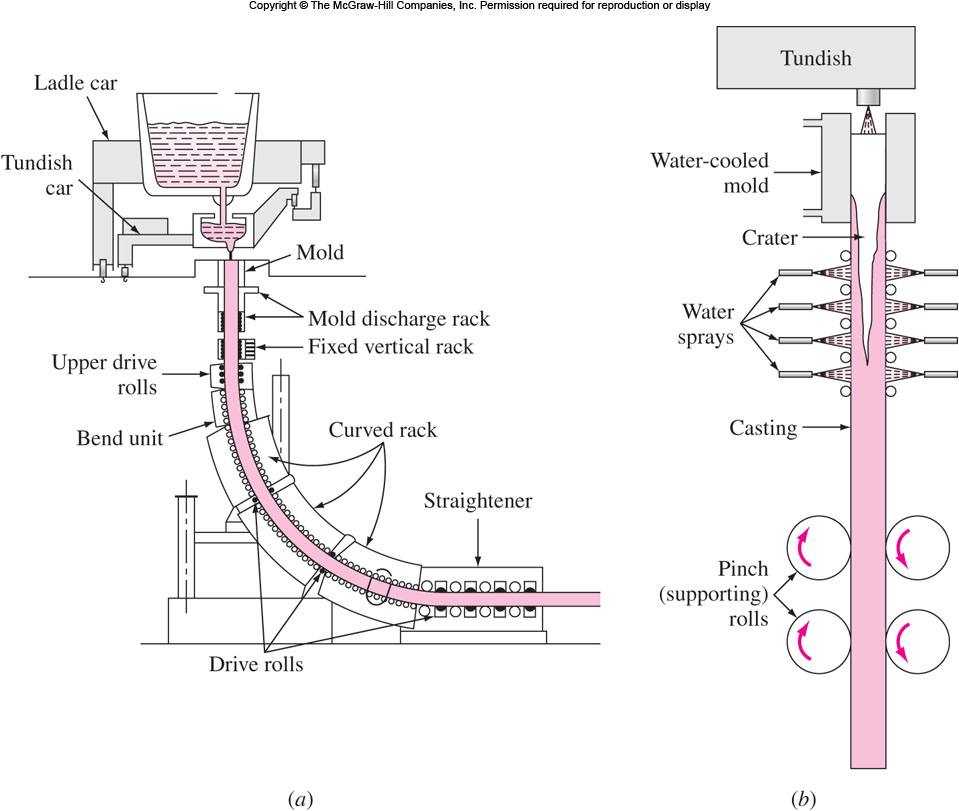 Copyright © The McGraw-Hill Companies, Inc. Permission required for reproduction or display
Ladle car
Tundish
car
Mold
Mold discharge rack
Fixed vertical rack
Upper drive
rolls
Bend unit
Curved rack
Straightener
Drive rolls
(a)
Tundish
Water-cooled
mold
Crater
Water
sprays
Casting
Pinch
(supporting)
rolls
(b)